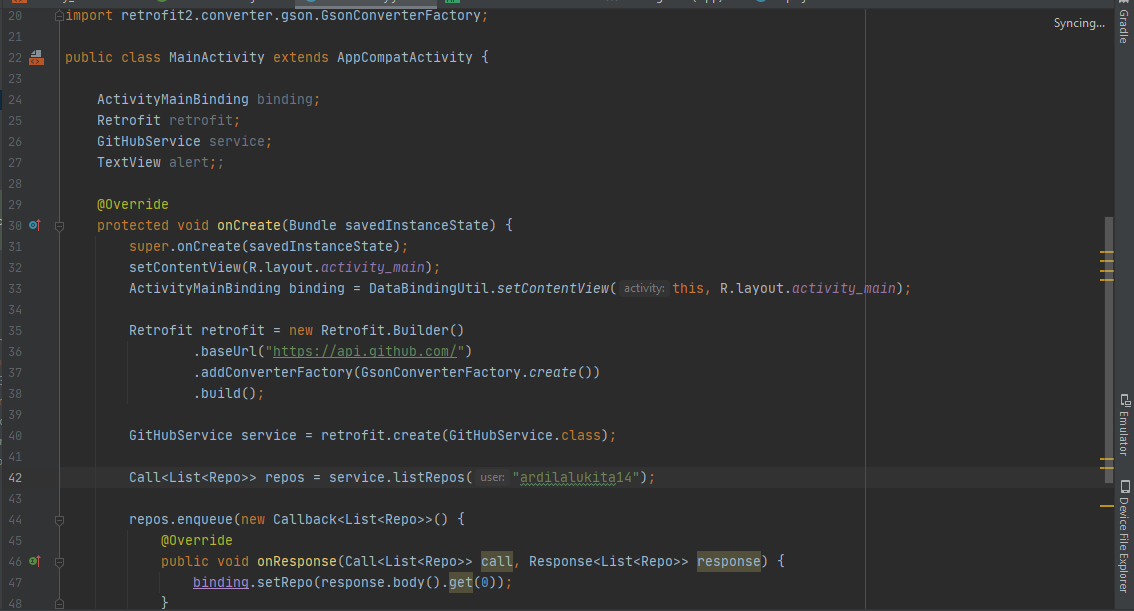 20 import retrofit2.converter.gson.GsonConverterFactory;
Syncing...
Gradle
21
22 public class MainActivity extends AppCompatActivity {
23
24 ActivityMainBinding binding;
25 Retrofit retrofit;
26 GitHubService service;
27 TextView alert;;
28
29 @Override
30 protected void onCreate(Bundle savedInstanceState) {
31 super.onCreate(savedInstanceState);
32 setContentView(R.layout.activity_main);
33 ActivityMainBinding binding = DataBindingUtil.setContentView( activity: this, R.layout.activity_main);
34
35 Retrofit retrofit = new Retrofit.Builder()
36 .baseUrl("https://api.github.com/")
37 .addConverterFactory(GsonConverterFactory.create())
38 .build();
39
40 GitHubService service = retrofit.create(GitHubService.class);
41
42 Call<List<Repo>> repos = service.listRepos( user: "ardilalukita14");
43
44 repos.enqueue(new Callback<List<Repo>>() {
45 @Override
46 public void onResponse(Call<List<Repo>> call, Response<List<Repo>> response) {
47 binding.setRepo(response.body().get(0));
48 }
Emulator
Device File Explorer